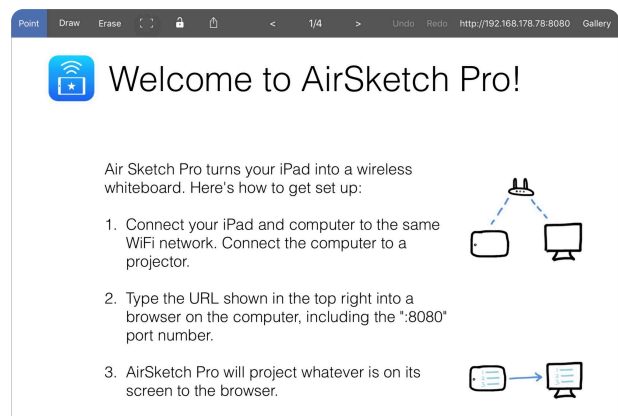 Point Draw Erase < 1/4 > Undo Redo http://192.168.178.78:8080 Gallery
Welcome to AirSketch Pro!
Air Sketch Pro turns your iPad into a wireless
whiteboard. Here's how to get set up:
1. Connect your iPad and computer to the same
WiFi network. Connect the computer to a
projector.
2. Type the URL shown in the top right into a
browser on the computer, including the ":8080"
port number.
3. AirSketch Pro will project whatever is on its
screen to the browser.